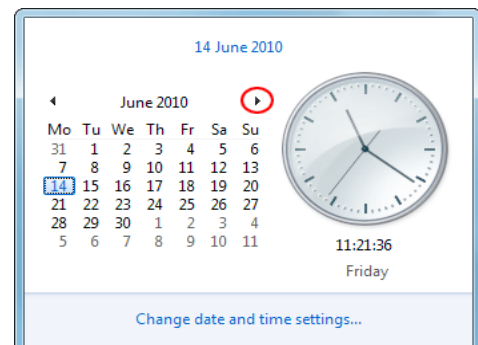 14 June 2010
June 2010
Mo Tu We Th Fr Sa Su
31 1 2 3 4 5 6
7 8 9 10 11 12 13
14 15 16 17 18 19 20
21 22 23 24 25 26 27
28 29 30 1 2 3 4
5 6 7 8 9 10 11
11:21:36
Friday
Change date and time settings...